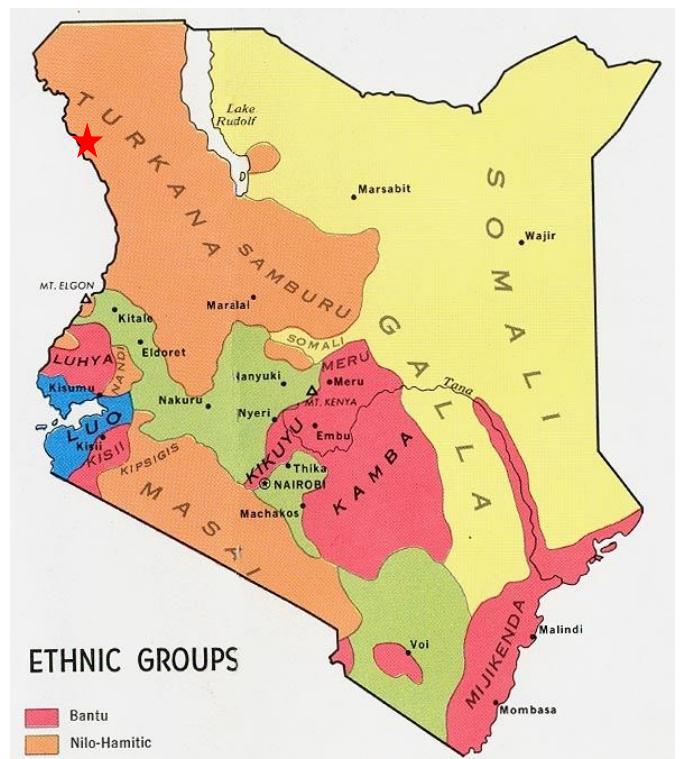 Lake
Rudolf
TURKANA
D
Marsabit
SOMALI
Wajir
SAMBURU
MT. ELGON
Maralal
Kitale
GALLA
SOMALI
Eldoret
LUHYA
NANDI
MERU
Kisumu
Nanyuki
Meru
Tana
Nakuru
MT. KENYA
LUO
Nyeri
Embu
Kisii
KISII
KIKUYU
KAMBA
KIPSIGIS
Thika
NAIROBI
MASAI
Machakos
MIJIKENDA
Malindi
Voi
ETHNIC GROUPS
Mombasa
Bantu
Nilo-Hamitic